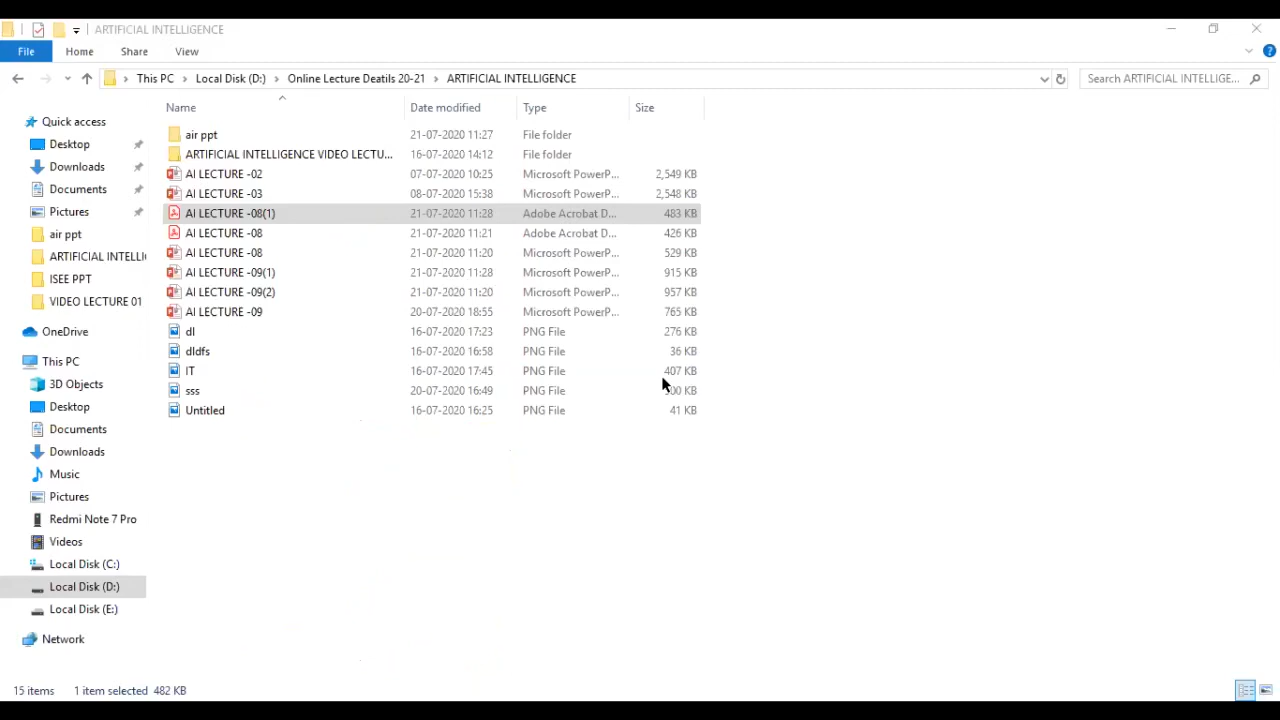 ARTIFICIAL INTELLIGENCE
File Home Share View
This PC Local Disk (D:) Online Lecture Deatils 20-21 ARTIFICIAL INTELLIGENCE Search ARTIFICIAL INTELLIGE...
Name Date modified Type Size
Quick access
Desktop
Downloads
Documents
Pictures
air ppt
ARTIFICIAL INTELLI
ISEE PPT
VIDEO LECTURE 01
OneDrive
This PC
3D Objects
Desktop
Documents
Downloads
Music
Pictures
Redmi Note 7 Pro
Videos
Local Disk (C:)
Local Disk (D:)
Local Disk (E:)
Network
air ppt 21-07-2020 11:27 File folder
ARTIFICIAL INTELLIGENCE VIDEO LECTU... 16-07-2020 14:12 File folder
AI LECTURE -02 07-07-2020 10:25 Microsoft PowerP... 2,549 KB
AI LECTURE -03 08-07-2020 15:38 Microsoft PowerP... 2,548 KB
AI LECTURE -08(1) 21-07-2020 11:28 Adobe Acrobat D... 483 KB
AI LECTURE -08 21-07-2020 11:21 Adobe Acrobat D... 426 KB
AI LECTURE -08 21-07-2020 11:20 Microsoft PowerP... 529 KB
AI LECTURE -09(1) 21-07-2020 11:28 Microsoft PowerP... 915 KB
AI LECTURE -09(2) 21-07-2020 11:20 Microsoft PowerP... 957 KB
AI LECTURE -09 20-07-2020 18:55 Microsoft PowerP... 765 KB
dl 16-07-2020 17:23 PNG File 276 KB
dldfs 16-07-2020 16:58 PNG File 36 KB
IT 16-07-2020 17:45 PNG File 407 KB
sss 20-07-2020 16:49 PNG File KB
Untitled 16-07-2020 16:25 PNG File 41 KB
15 items 1 item selected 482 KB